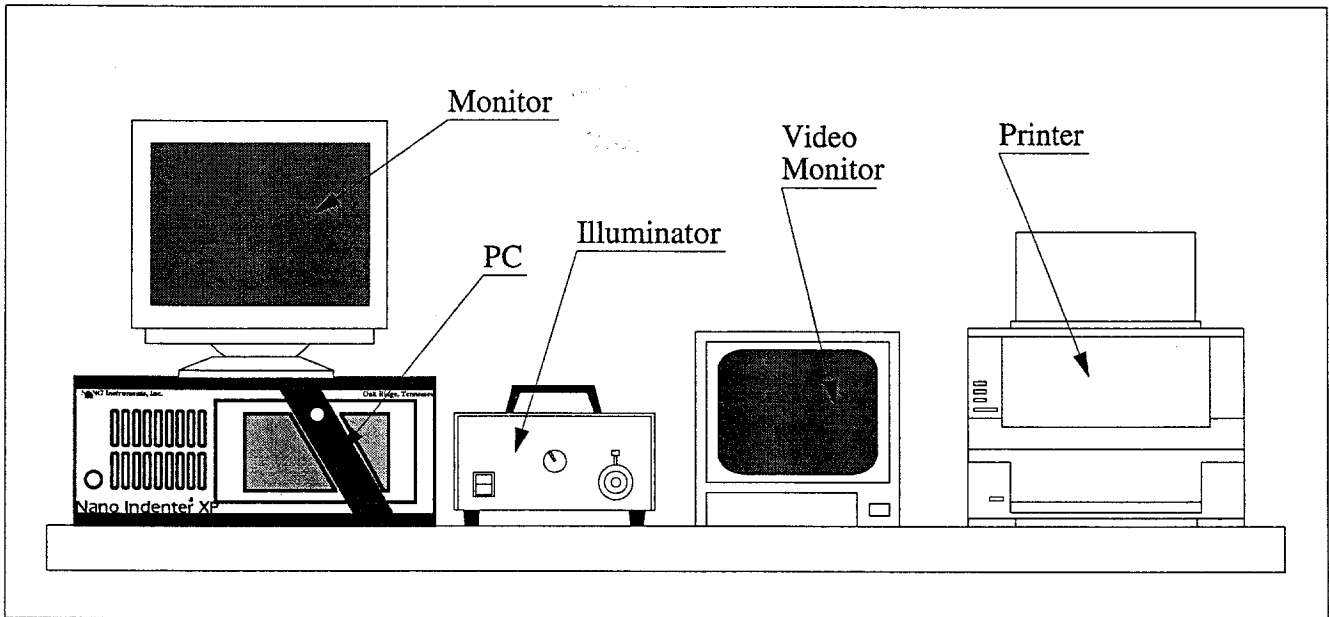 Monitor
Video
Monitor
Printer
Illuminator
PC
Instruments, Inc.
Oak Ridge, Tennessee
Nano Indenter XP